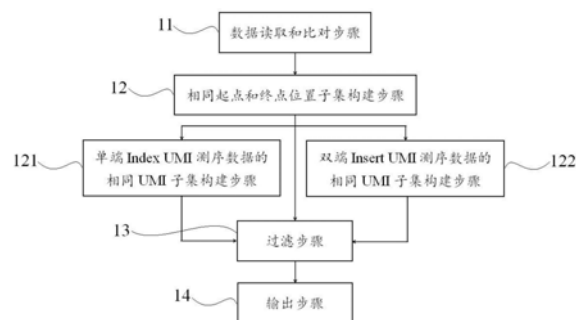 11
数据读取和比对步骤
12
相同起点和终点位置子集构建步骤
121
单端 Index UMI 测序数据的
相同 UMI 子集构建步骤
双端 Insert UMI 测序数据的
相同 UMI 子集构建步骤
122
13
过滤步骤
14
输出步骤